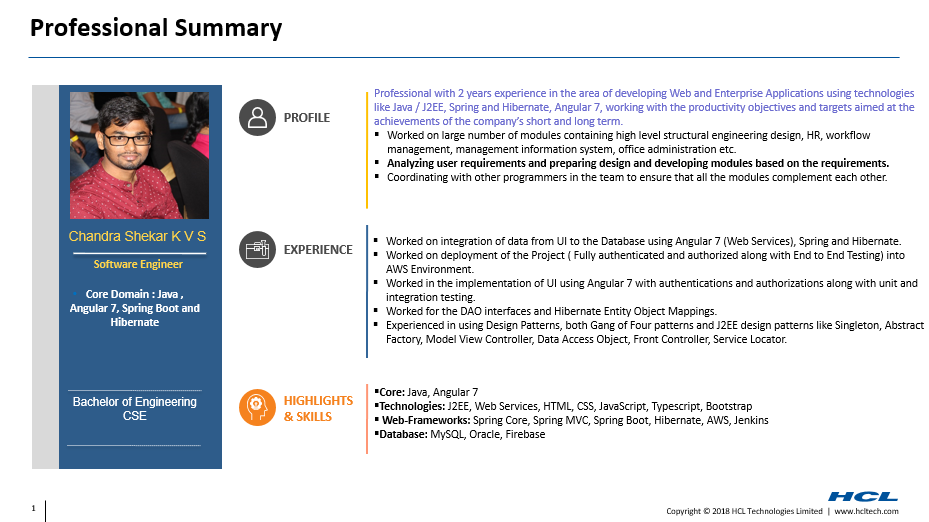 Professional Summary
Chandra Shekar K V S
Software Engineer
Core Domain : Java ,
Angular 7, Spring Boot and
Hibernate
Bachelor of Engineering
CSE
PROFILE
Professional with 2 years experience in the area of developing Web and Enterprise Applications using technologies
like Java / J2EE, Spring and Hibernate, Angular 7, working with the productivity objectives and targets aimed at the
achievements of the company's short and long term.
▪ Worked on large number of modules containing high level structural engineering design, HR, workflow
management, management information system, office administration etc.
▪ Analyzing user requirements and preparing design and developing modules based on the requirements.
▪ Coordinating with other programmers in the team to ensure that all the modules complement each other.
EXPERIENCE
▪ Worked on integration of data from UI to the Database using Angular 7 (Web Services), Spring and Hibernate.
▪ Worked on deployment of the Project ( Fully authenticated and authorized along with End to End Testing) into
AWS Environment.
▪ Worked in the implementation of UI using Angular 7 with authentications and authorizations along with unit and
integration testing.
▪ Worked for the DAO interfaces and Hibernate Entity Object Mappings.
▪ Experienced in using Design Patterns, both Gang of Four patterns and J2EE design patterns like Singleton, Abstract
Factory, Model View Controller, Data Access Object, Front Controller, Service Locator.
HIGHLIGHTS
& SKILLS
▪Core: Java, Angular 7
▪Technologies: J2EE, Web Services, HTML, CSS, JavaScript, Typescript, Bootstrap
▪ Web-Frameworks: Spring Core, Spring MVC, Spring Boot, Hibernate, AWS, Jenkins
▪Database: MySQL, Oracle, Firebase
1
HCL
Copyright © 2018 HCL Technologies Limited | www.hcltech.com